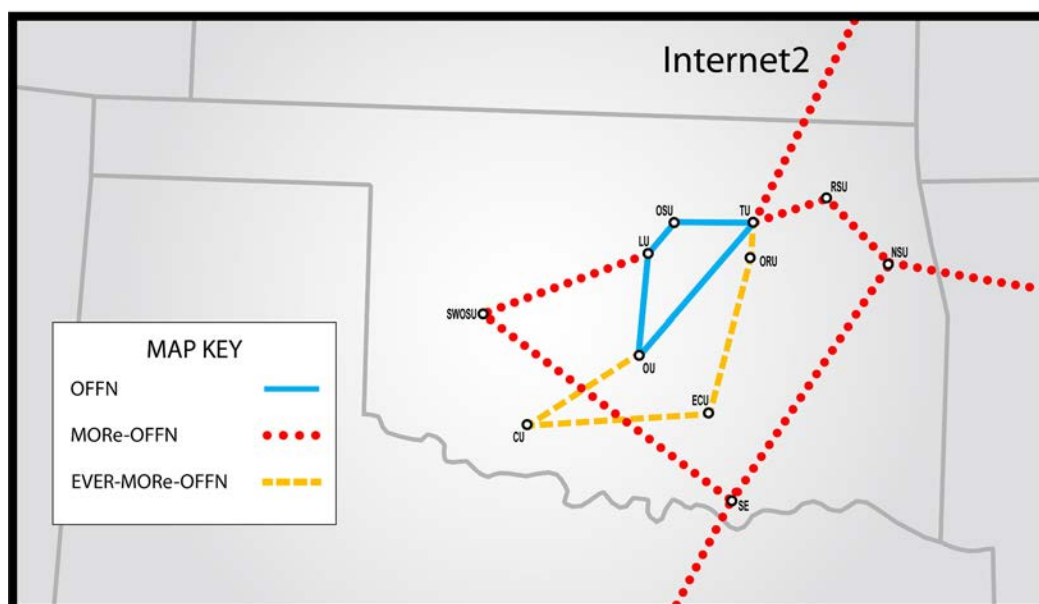 Internet2
RSU
OSU
TU
LU
ORU
NSU
SWOSU
MAP KEY
OFFN
MORe-OFFN
EVER-MORe-OFFN
OU
ECU
CU
SE